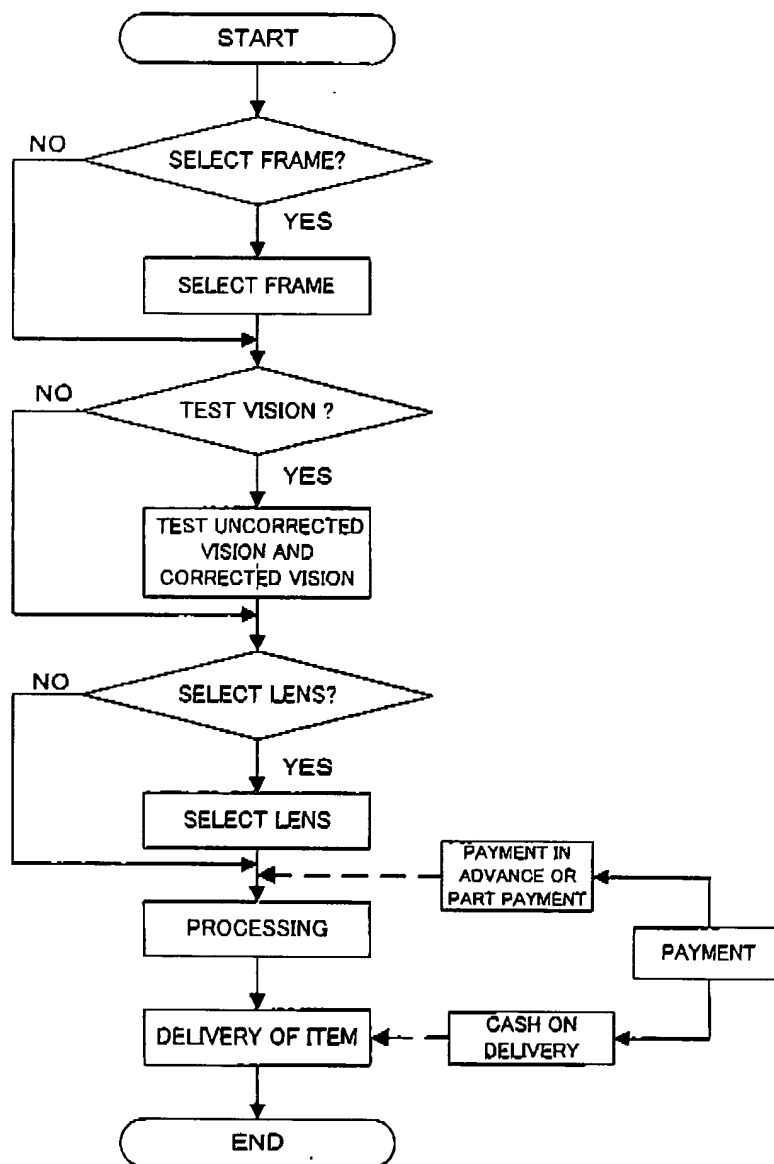 START
NO
SELECT FRAME?
YES
SELECT FRAME
NO
TEST VISION ?
YES
TEST UNCORRECTED
VISION AND
CORRECTED VISION
NO
SELECT LENS?
YES
SELECT LENS
PAYMENT IN
ADVANCE OR
PART PAYMENT
PROCESSING
PAYMENT
DELIVERY OF ITEM
CASH ON
DELIVERY
END